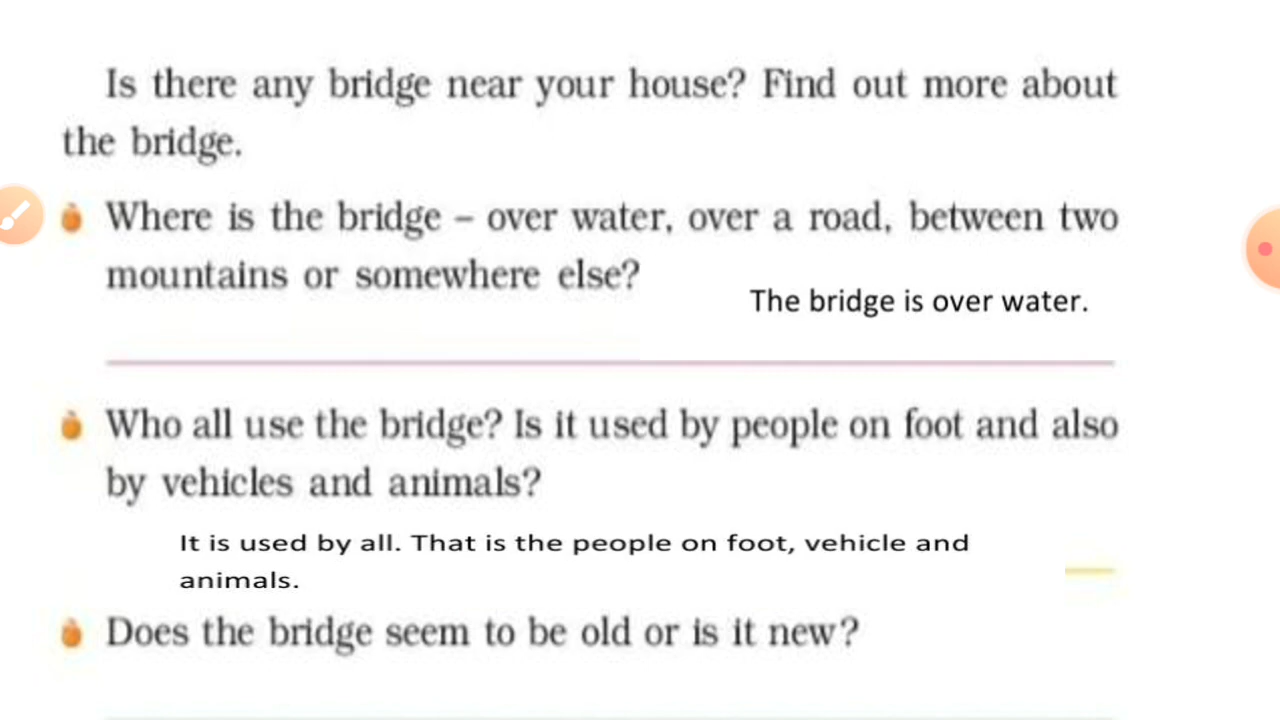 Is there any bridge near your house? Find out more about
the bridge.
Where is the bridge – over water, over a road, between two
mountains or somewhere else?
The bridge is over water.
Who all use the bridge? Is it used by people on foot and also
by vehicles and animals?
It is used by all. That is the people on foot, vehicle and
animals.
Does the bridge seem to be old or is it new?